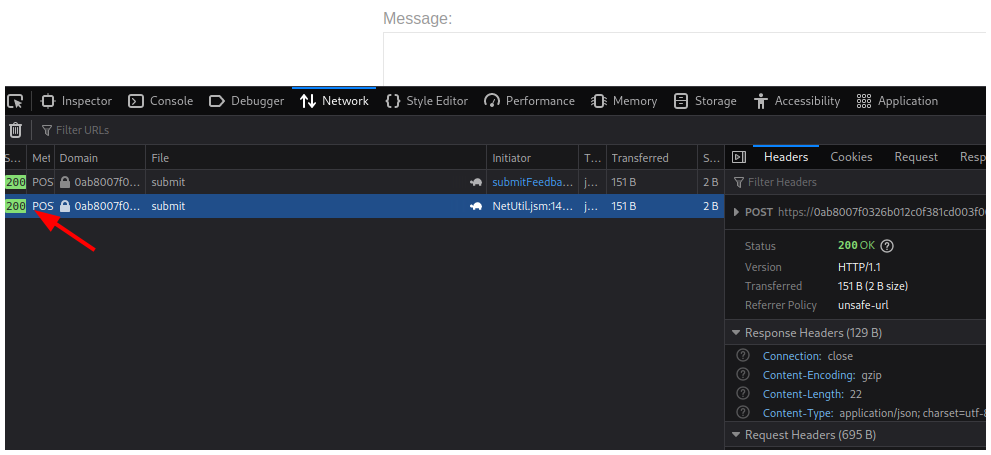 Message:
Inspector Console Debugger Network Style Editor Performance Memory Storage Accessibility Application
Filter URLs
S... Met Domain File Initiator T... Transferred S... Headers Cookies Request Resp
200 POS 0ab8007f0... submit submitFeedba... j... 151 B 2 B Filter Headers
200 POS 0ab8007f0... submit NetUtil.jsm:14... j... 151 B 2 B
POST https://0ab8007f0326b012c0f381cd003f0
Status 200 OK
Version HTTP/1.1
Transferred 151 B (2 B size)
Referrer Policy unsafe-url
Response Headers (129 B)
Connection: close
Content-Encoding: gzip
Content-Length: 22
Content-Type: application/json; charset=utf-8
Request Headers (695 B)